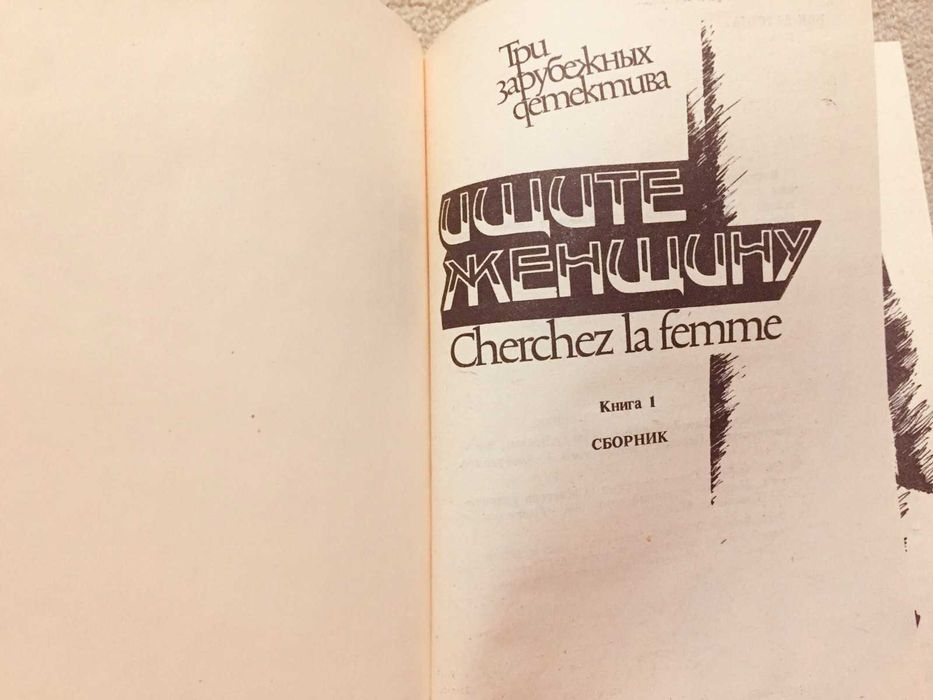 Три
зарубежных
детектива
ИЩИТЕ
ЖЕНЩИНУ
Cherchez la femme
Книга 1
СБОРНИК